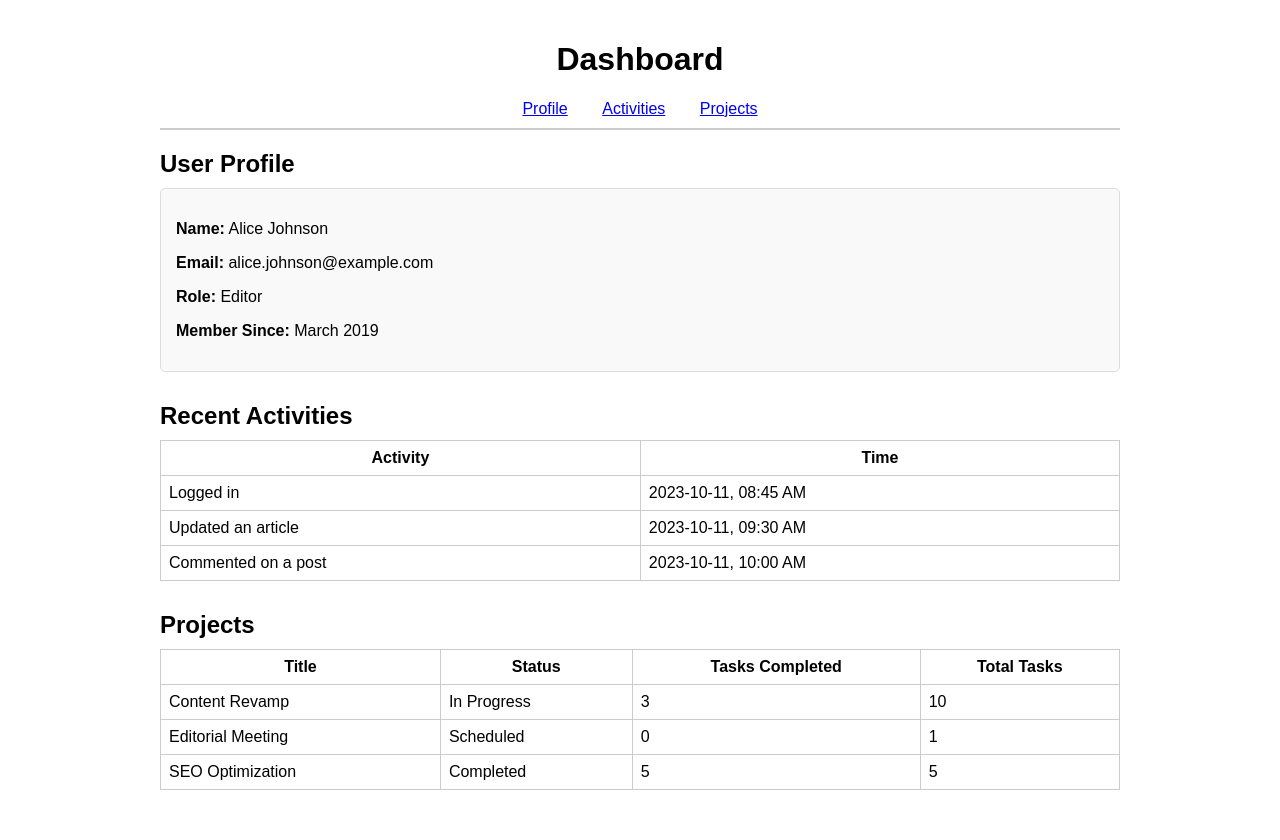 Dashboard
Profile Activities Projects
User Profile
Name: Alice Johnson
Email: alice.johnson@example.com
Role: Editor
Member Since: March 2019
Recent Activities
Activity Time
Logged in 2023-10-11, 08:45 AM
Updated an article 2023-10-11, 09:30 AM
Commented on a post 2023-10-11, 10:00 AM
Projects
Title Status Tasks Completed Total Tasks
Content Revamp In Progress 3 10
Editorial Meeting Scheduled 0 1
SEO Optimization Completed 5 5